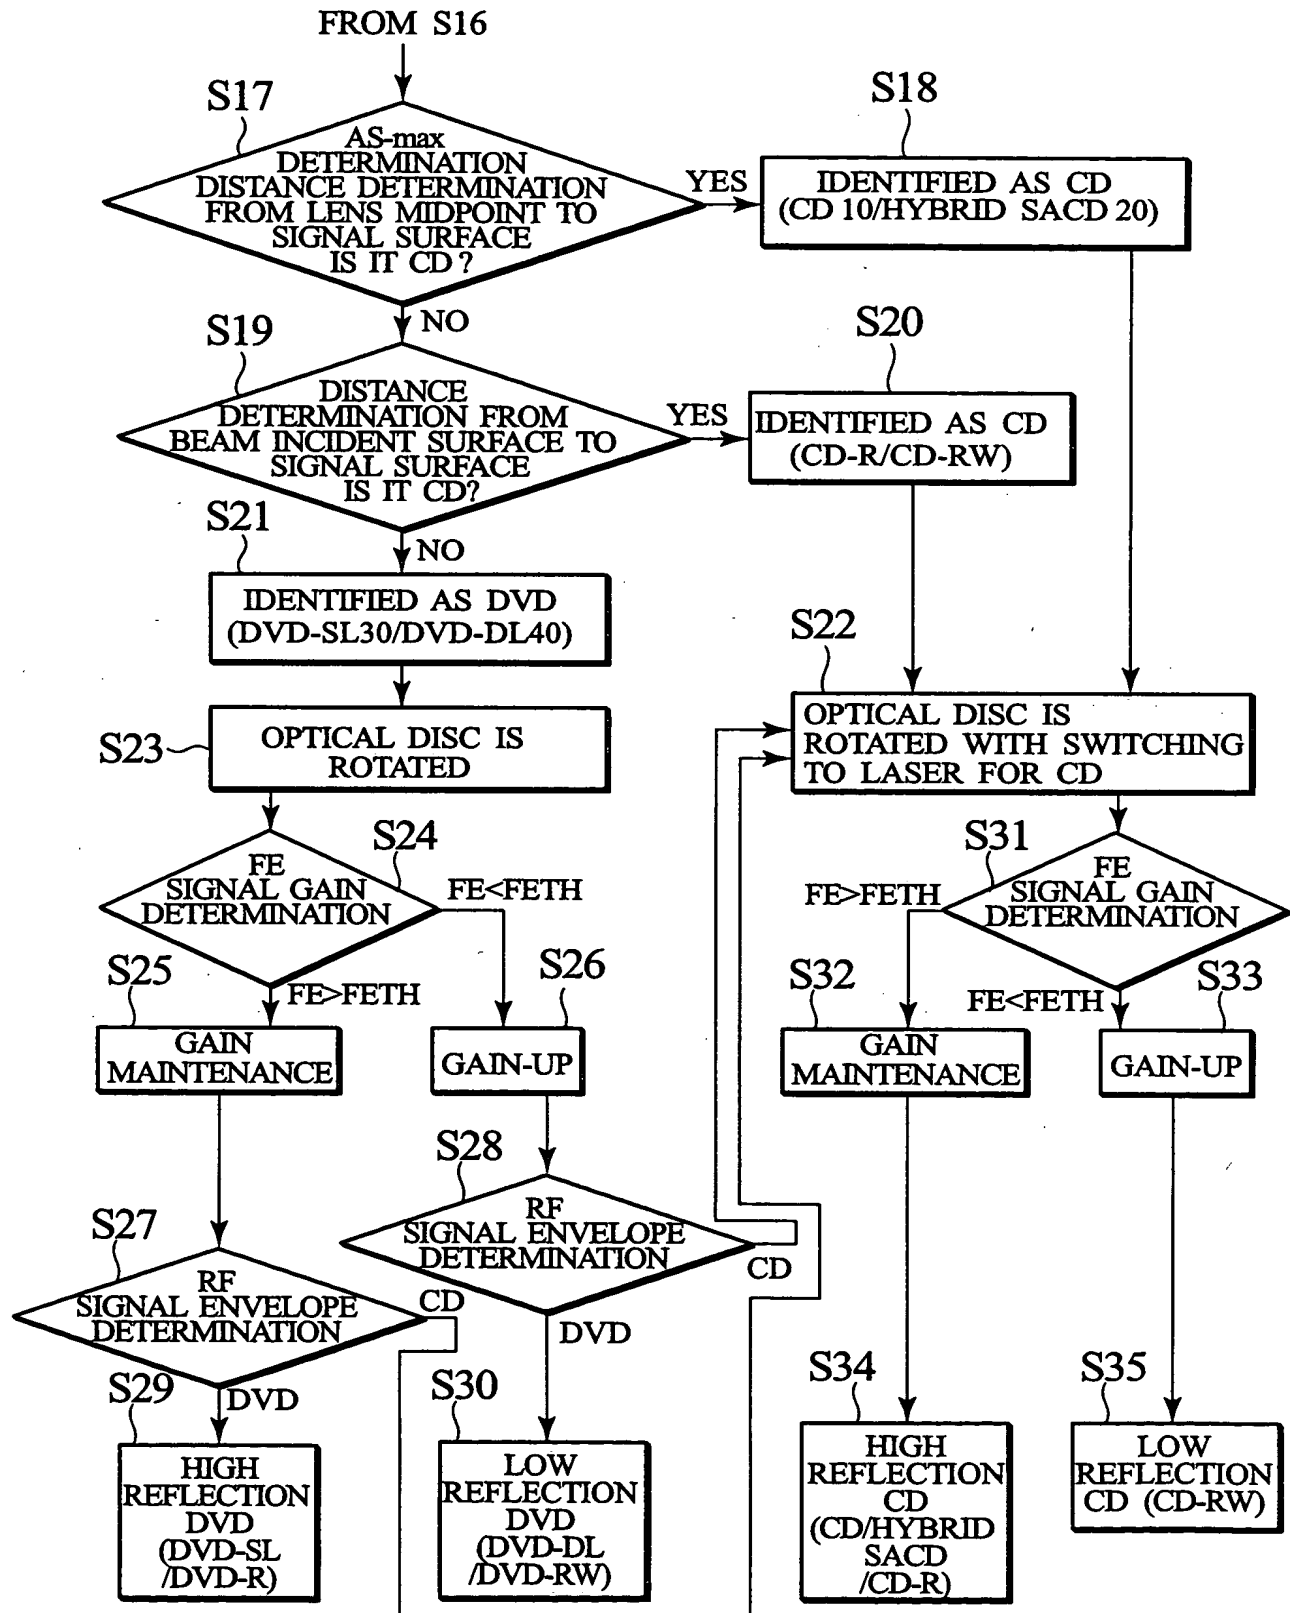 FROM S16
S17
AS-max
DETERMINATION
DISTANCE DETERMINATION
FROM LENS MIDPOINT TO
SIGNAL SURFACE
IS IT CD?
YES
S18
IDENTIFIED AS CD
(CD 10/HYBRID SACD 20)
NO
S19
DISTANCE
DETERMINATION FROM
BEAM INCIDENT SURFACE TO
SIGNAL SURFACE
IS IT CD?
YES
S20
IDENTIFIED AS CD
(CD-R/CD-RW)
NO
S21
IDENTIFIED AS DVD
(DVD-SL30/DVD-DL40)
S22
OPTICAL DISC IS
ROTATED WITH SWITCHING
TO LASER FOR CD
S23
OPTICAL DISC IS
ROTATED
S24
FE
SIGNAL GAIN
DETERMINATION
FE<FETH
FE>FETH
S25
GAIN
MAINTENANCE
S26
GAIN-UP
S31
FE
SIGNAL GAIN
DETERMINATION
FE>FETH
FE<FETH
S32
GAIN
MAINTENANCE
S33
GAIN-UP
S28
RF
SIGNAL ENVELOPE
DETERMINATION
CD
DVD
S27
RF
SIGNAL ENVELOPE
DETERMINATION
CD
DVD
S29
HIGH
REFLECTION
DVD
(DVD-SL
/DVD-R)
S30
LOW
REFLECTION
DVD
(DVD-DL
/DVD-RW)
S34
HIGH
REFLECTION
CD
(CD/HYBRID
SACD
/CD-R)
S35
LOW
REFLECTION
CD (CD-RW)